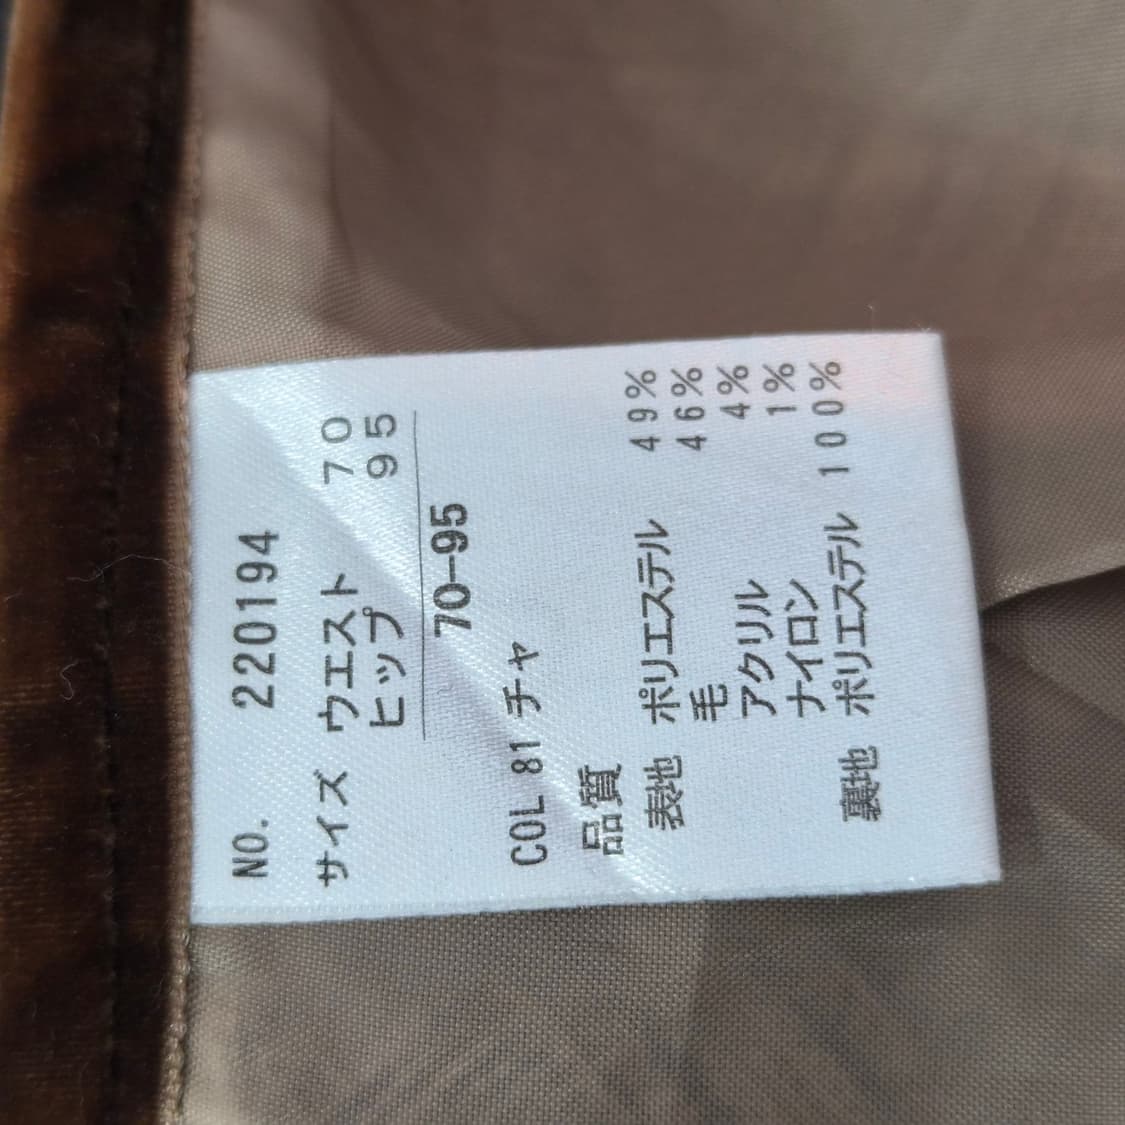 NO. 220194
サイズ ウエスト 70
ヒップ 95
70-95
COL 81 チャ
品質
表地 ポリエステル 49%
毛 46%
アクリル 4%
ナイロン 1%
裏地 ポリエステル 100%